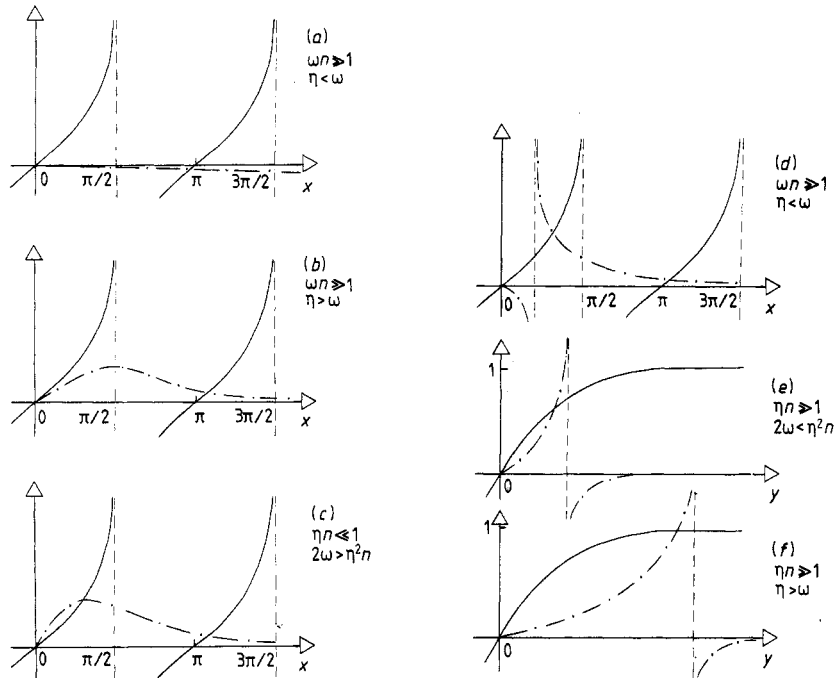 (a)
ωn≫1
η<ω
0 π/2 π 3π/2 x
(b)
ωn≫1
η>ω
0 π/2 π 3π/2 x
(c)
ηn≪1
2ω>η²n
0 π/2 π 3π/2 x
(d)
ωn≫1
η<ω
0 π/2 π 3π/2 x
1
(e)
ηn≫1
2ω<η²n
0 y
1
(f)
ηn≫1
η>ω
0 y